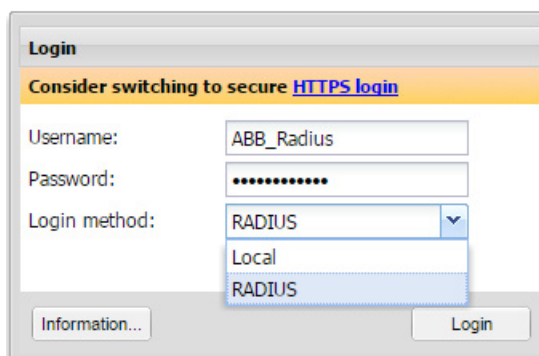 Login
Consider switching to secure HTTPS login
Username: ABB_Radius
Password: ••••••••••••
Login method: RADIUS
Local
RADIUS
Information... Login